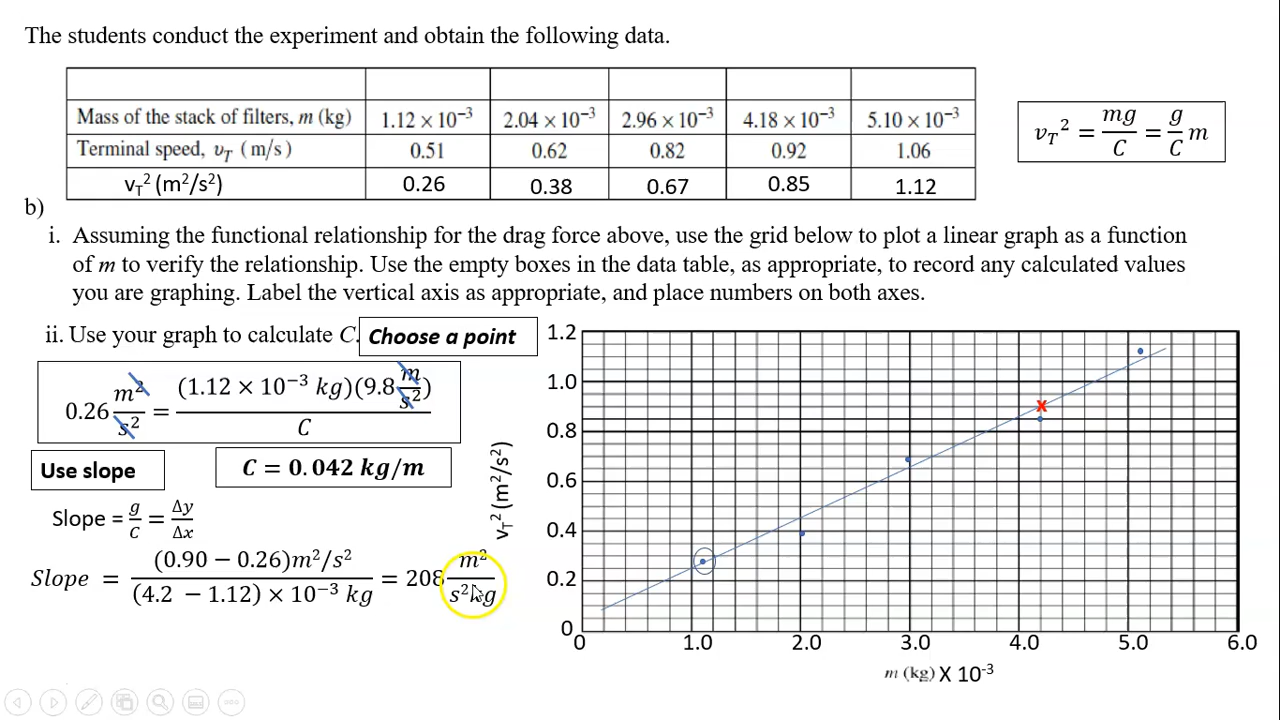 The students conduct the experiment and obtain the following data.
Mass of the stack of filters, m (kg) 1.12 × 10⁻³ 2.04 × 10⁻³ 2.96 × 10⁻³ 4.18 × 10⁻³ 5.10 × 10⁻³
Terminal speed, v_T (m/s) 0.51 0.62 0.82 0.92 1.06
v_T² (m²/s²) 0.26 0.38 0.67 0.85 1.12
v_T² = mg/C = g/C m
b)
i. Assuming the functional relationship for the drag force above, use the grid below to plot a linear graph as a function
of m to verify the relationship. Use the empty boxes in the data table, as appropriate, to record any calculated values
you are graphing. Label the vertical axis as appropriate, and place numbers on both axes.
ii. Use your graph to calculate C. Choose a point
0.26 m²/s² = (1.12 × 10⁻³ kg)(9.8 m/s²)/C
Use slope
C = 0.042 kg/m
Slope = g/C = Δy/Δx
Slope = (0.90 − 0.26)m²/s² / (4.2 − 1.12) × 10⁻³ kg = 208 m²/s²kg
v_T² (m²/s²)
1.2
1.0
0.8
0.6
0.4
0.2
0
x
0 1.0 2.0 3.0 4.0 5.0 6.0
m (kg) X 10⁻³